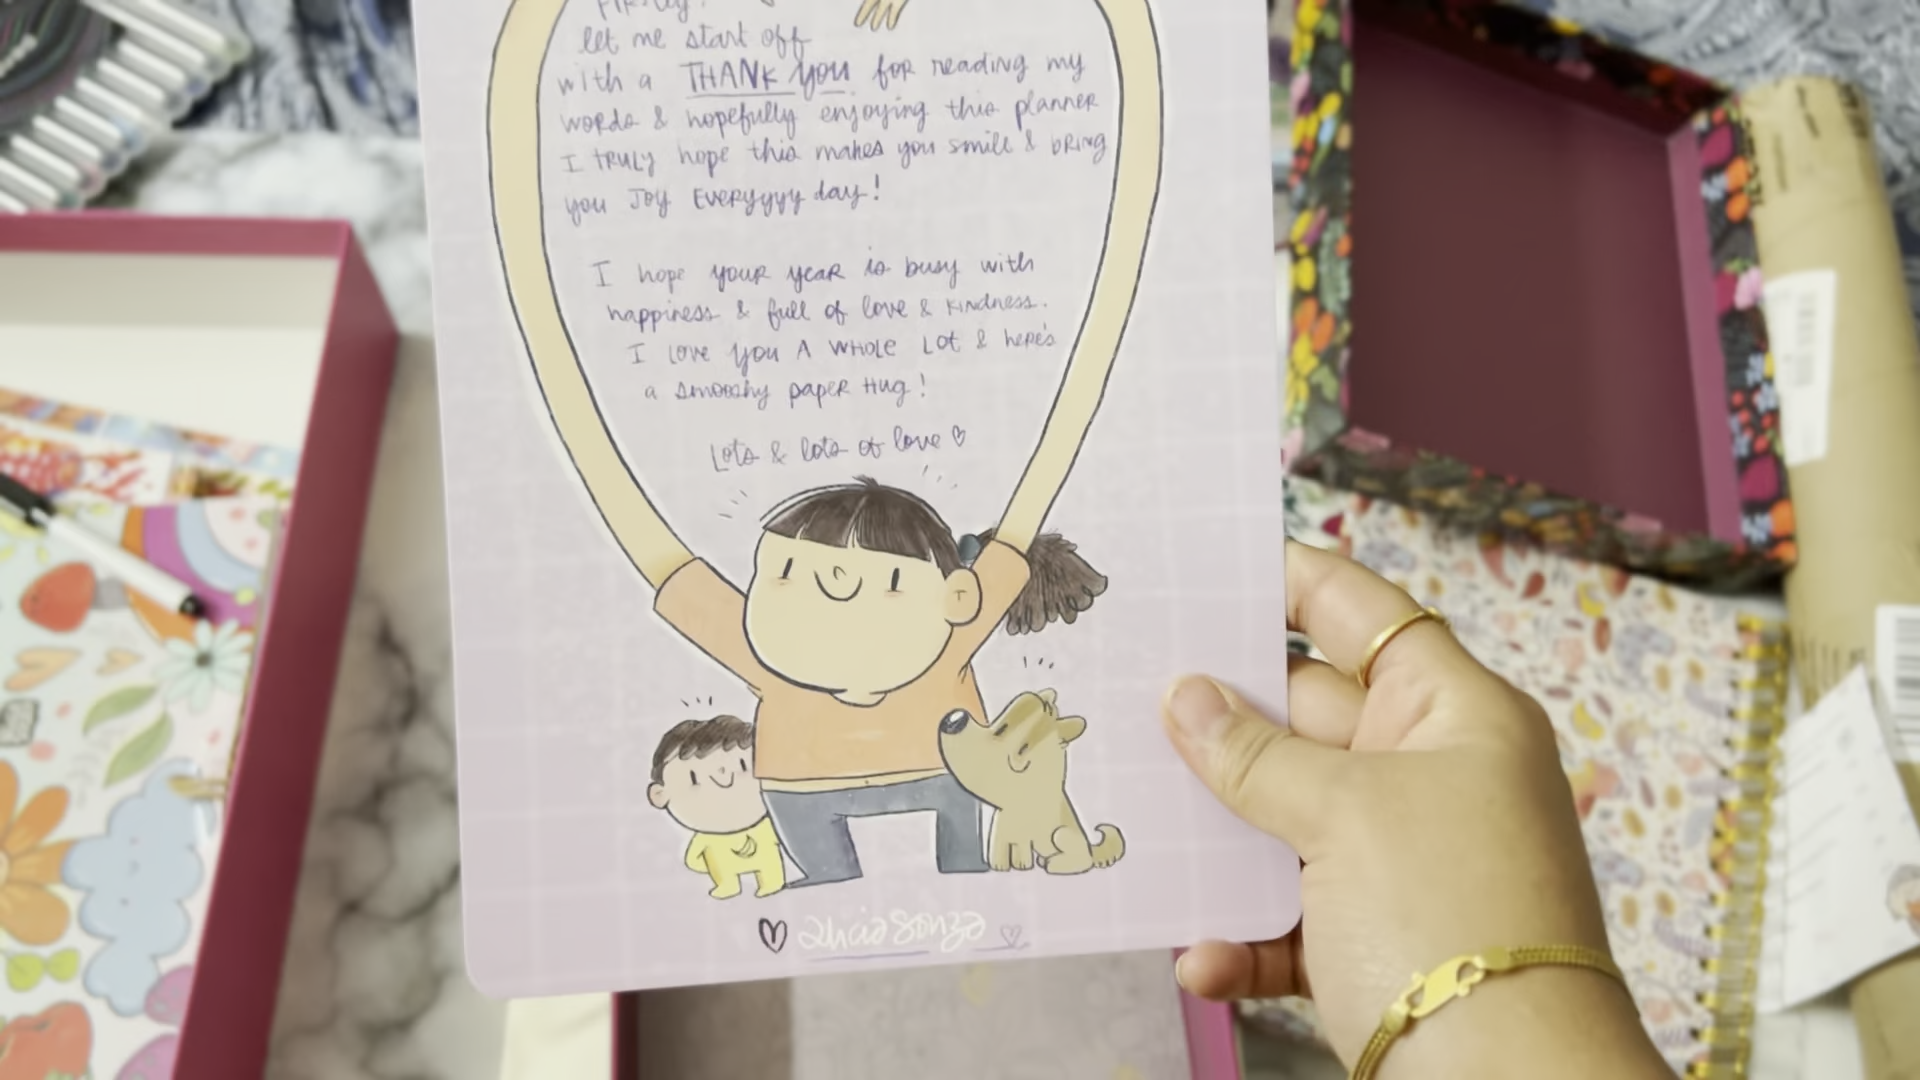 Firstly!
let me start off
with a THANK you for reading my
words & hopefully enjoying this planner
I TRULY hope this makes you smile & BRING
you Joy Everyyyy day!
I hope your year is busy with
happiness & full of love & kindness.
I love you A WHOLE Lot & here's
a smooshy paper Hug!
Lots & lots of love
alicia souza